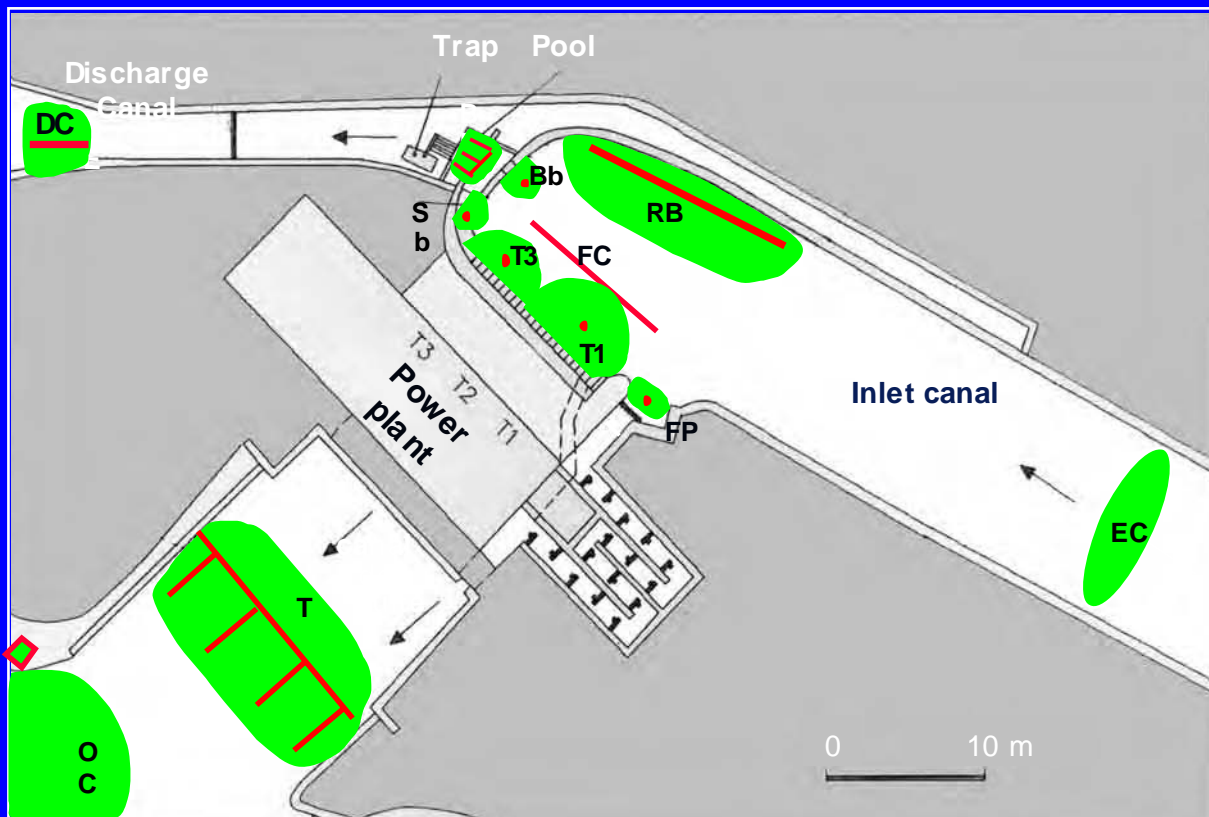 Trap Pool
Discharge
Canal
DC
Bb
S
b
RB
T3
FC
T1
T3
T2
T1
Power
plant
Inlet canal
FP
EC
T
O
C
0 10 m